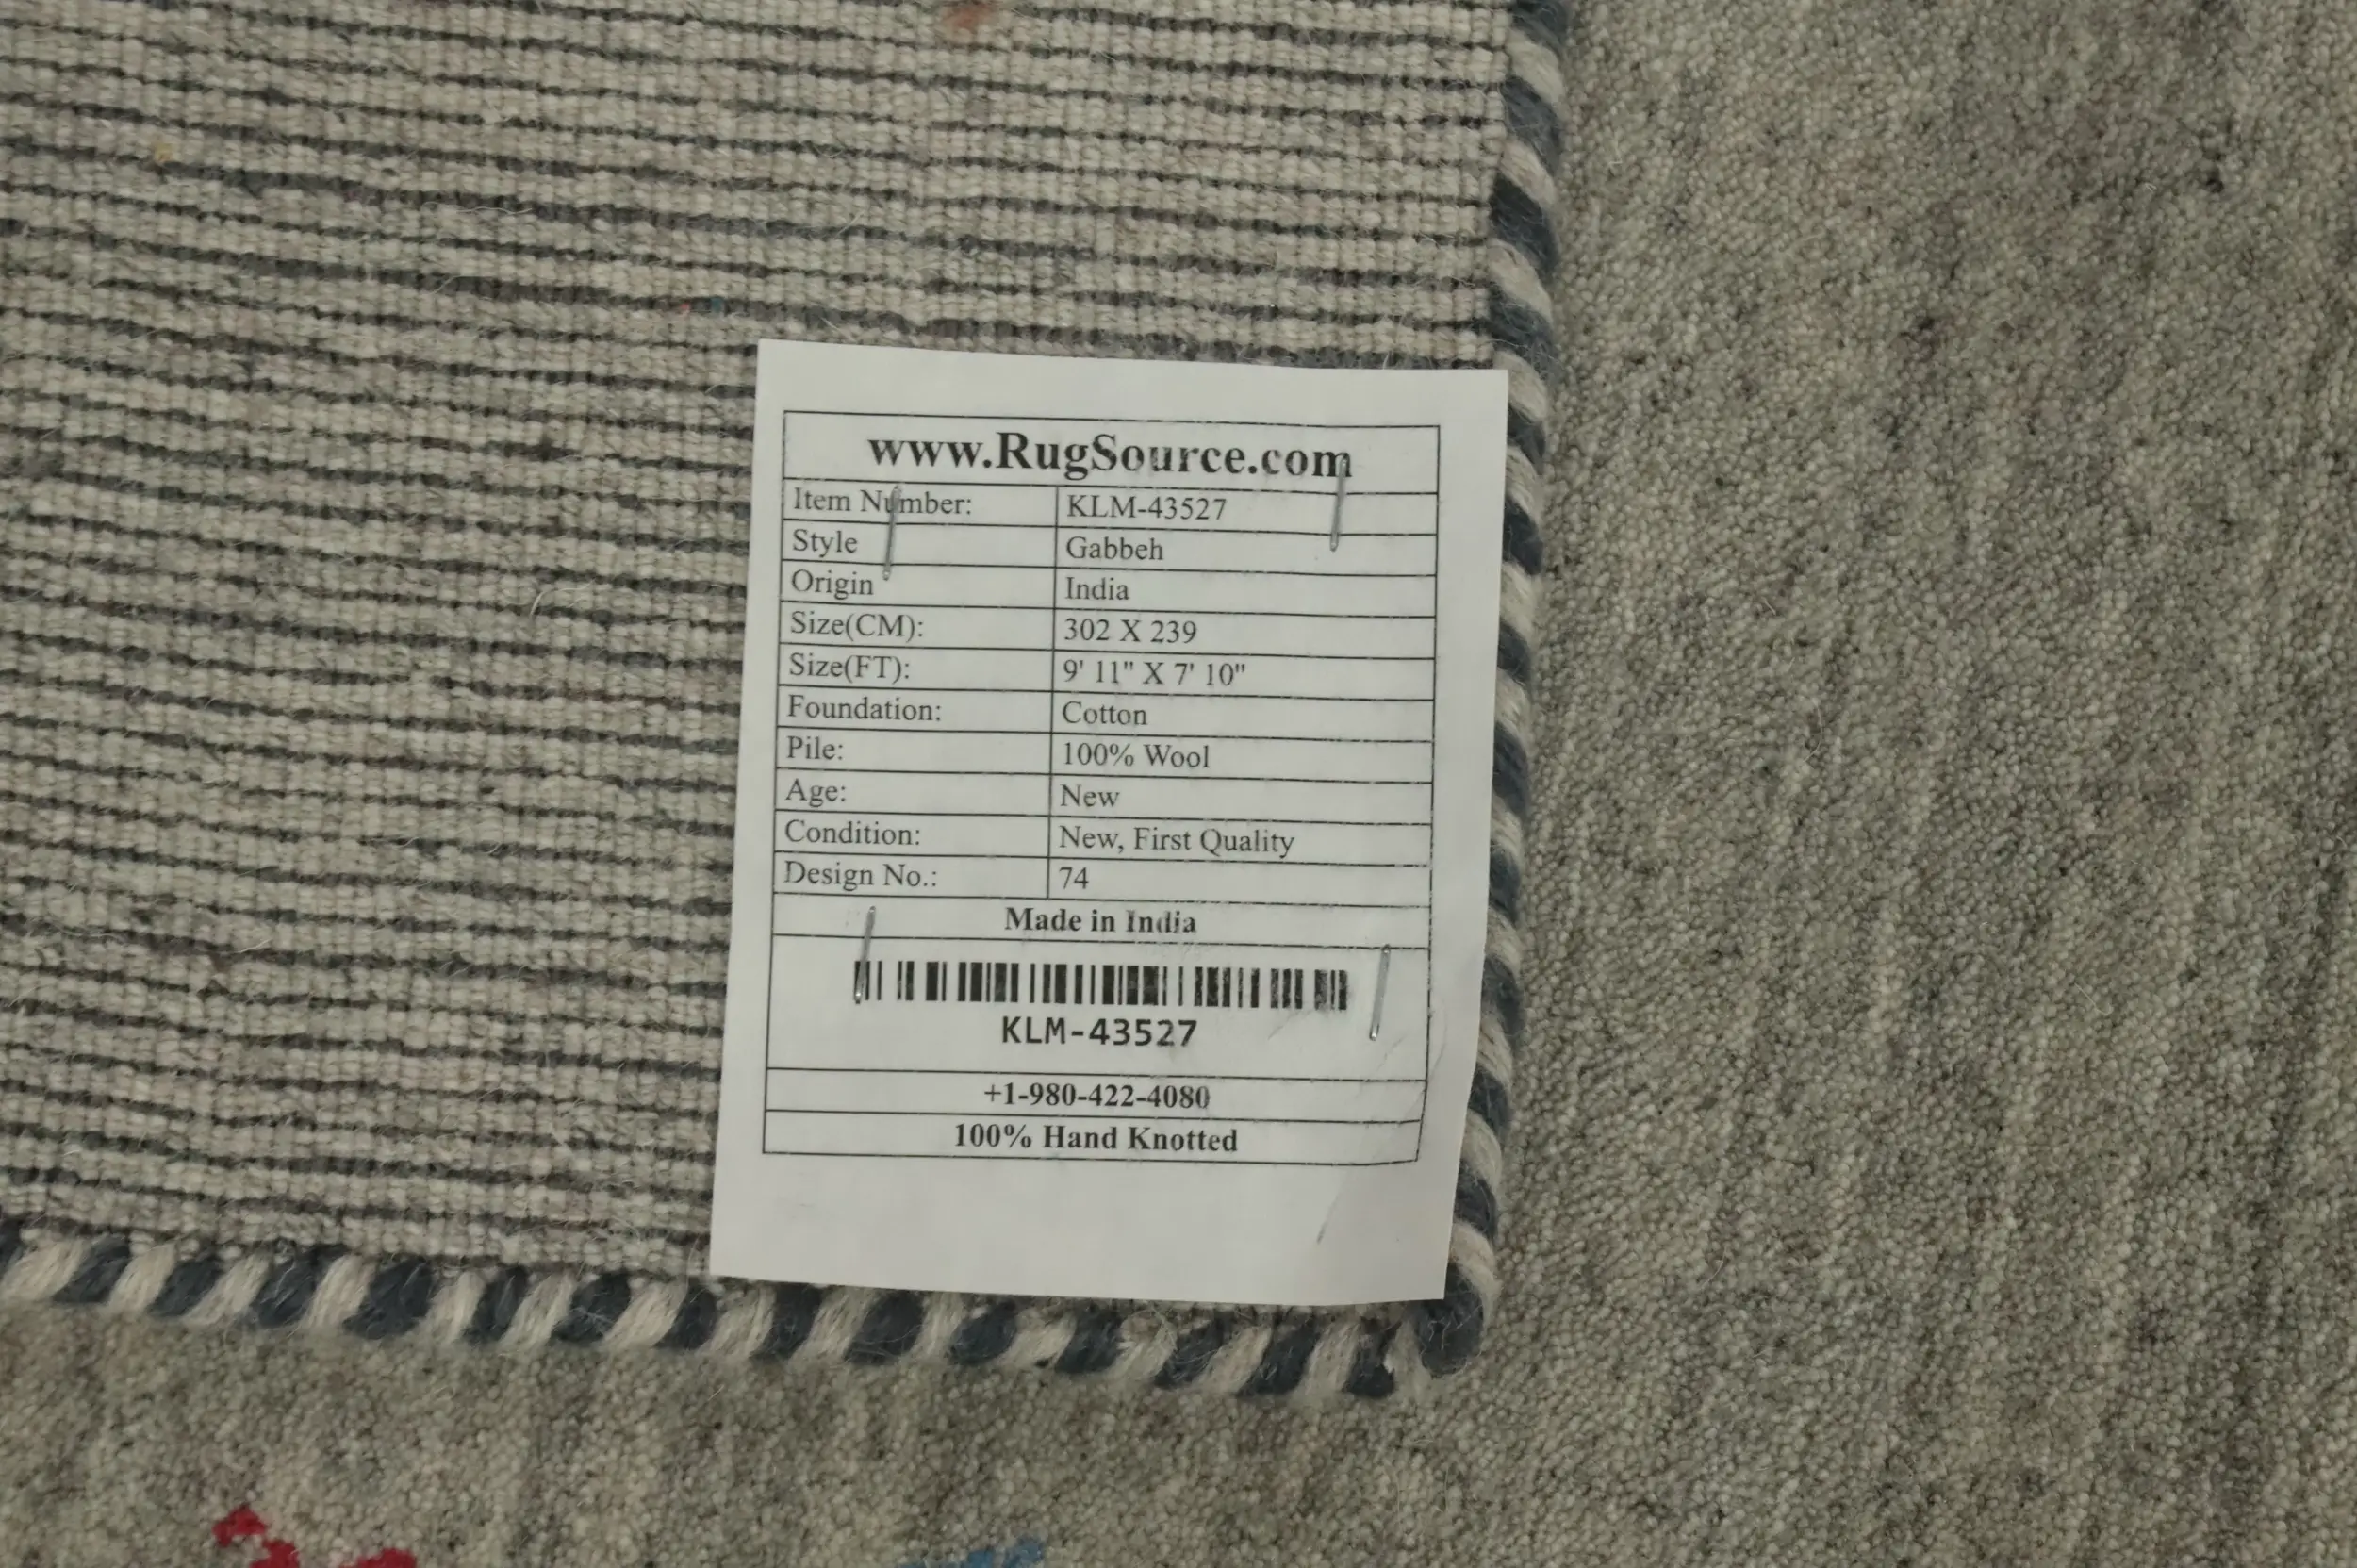 www.RugSource.com
Item Number: KLM-43527
Style Gabbeh
Origin India
Size(CM): 302 X 239
Size(FT): 9' 11" X 7' 10"
Foundation: Cotton
Pile: 100% Wool
Age: New
Condition: New, First Quality
Design No.: 74
Made in India
KLM-43527
+1-980-422-4080
100% Hand Knotted